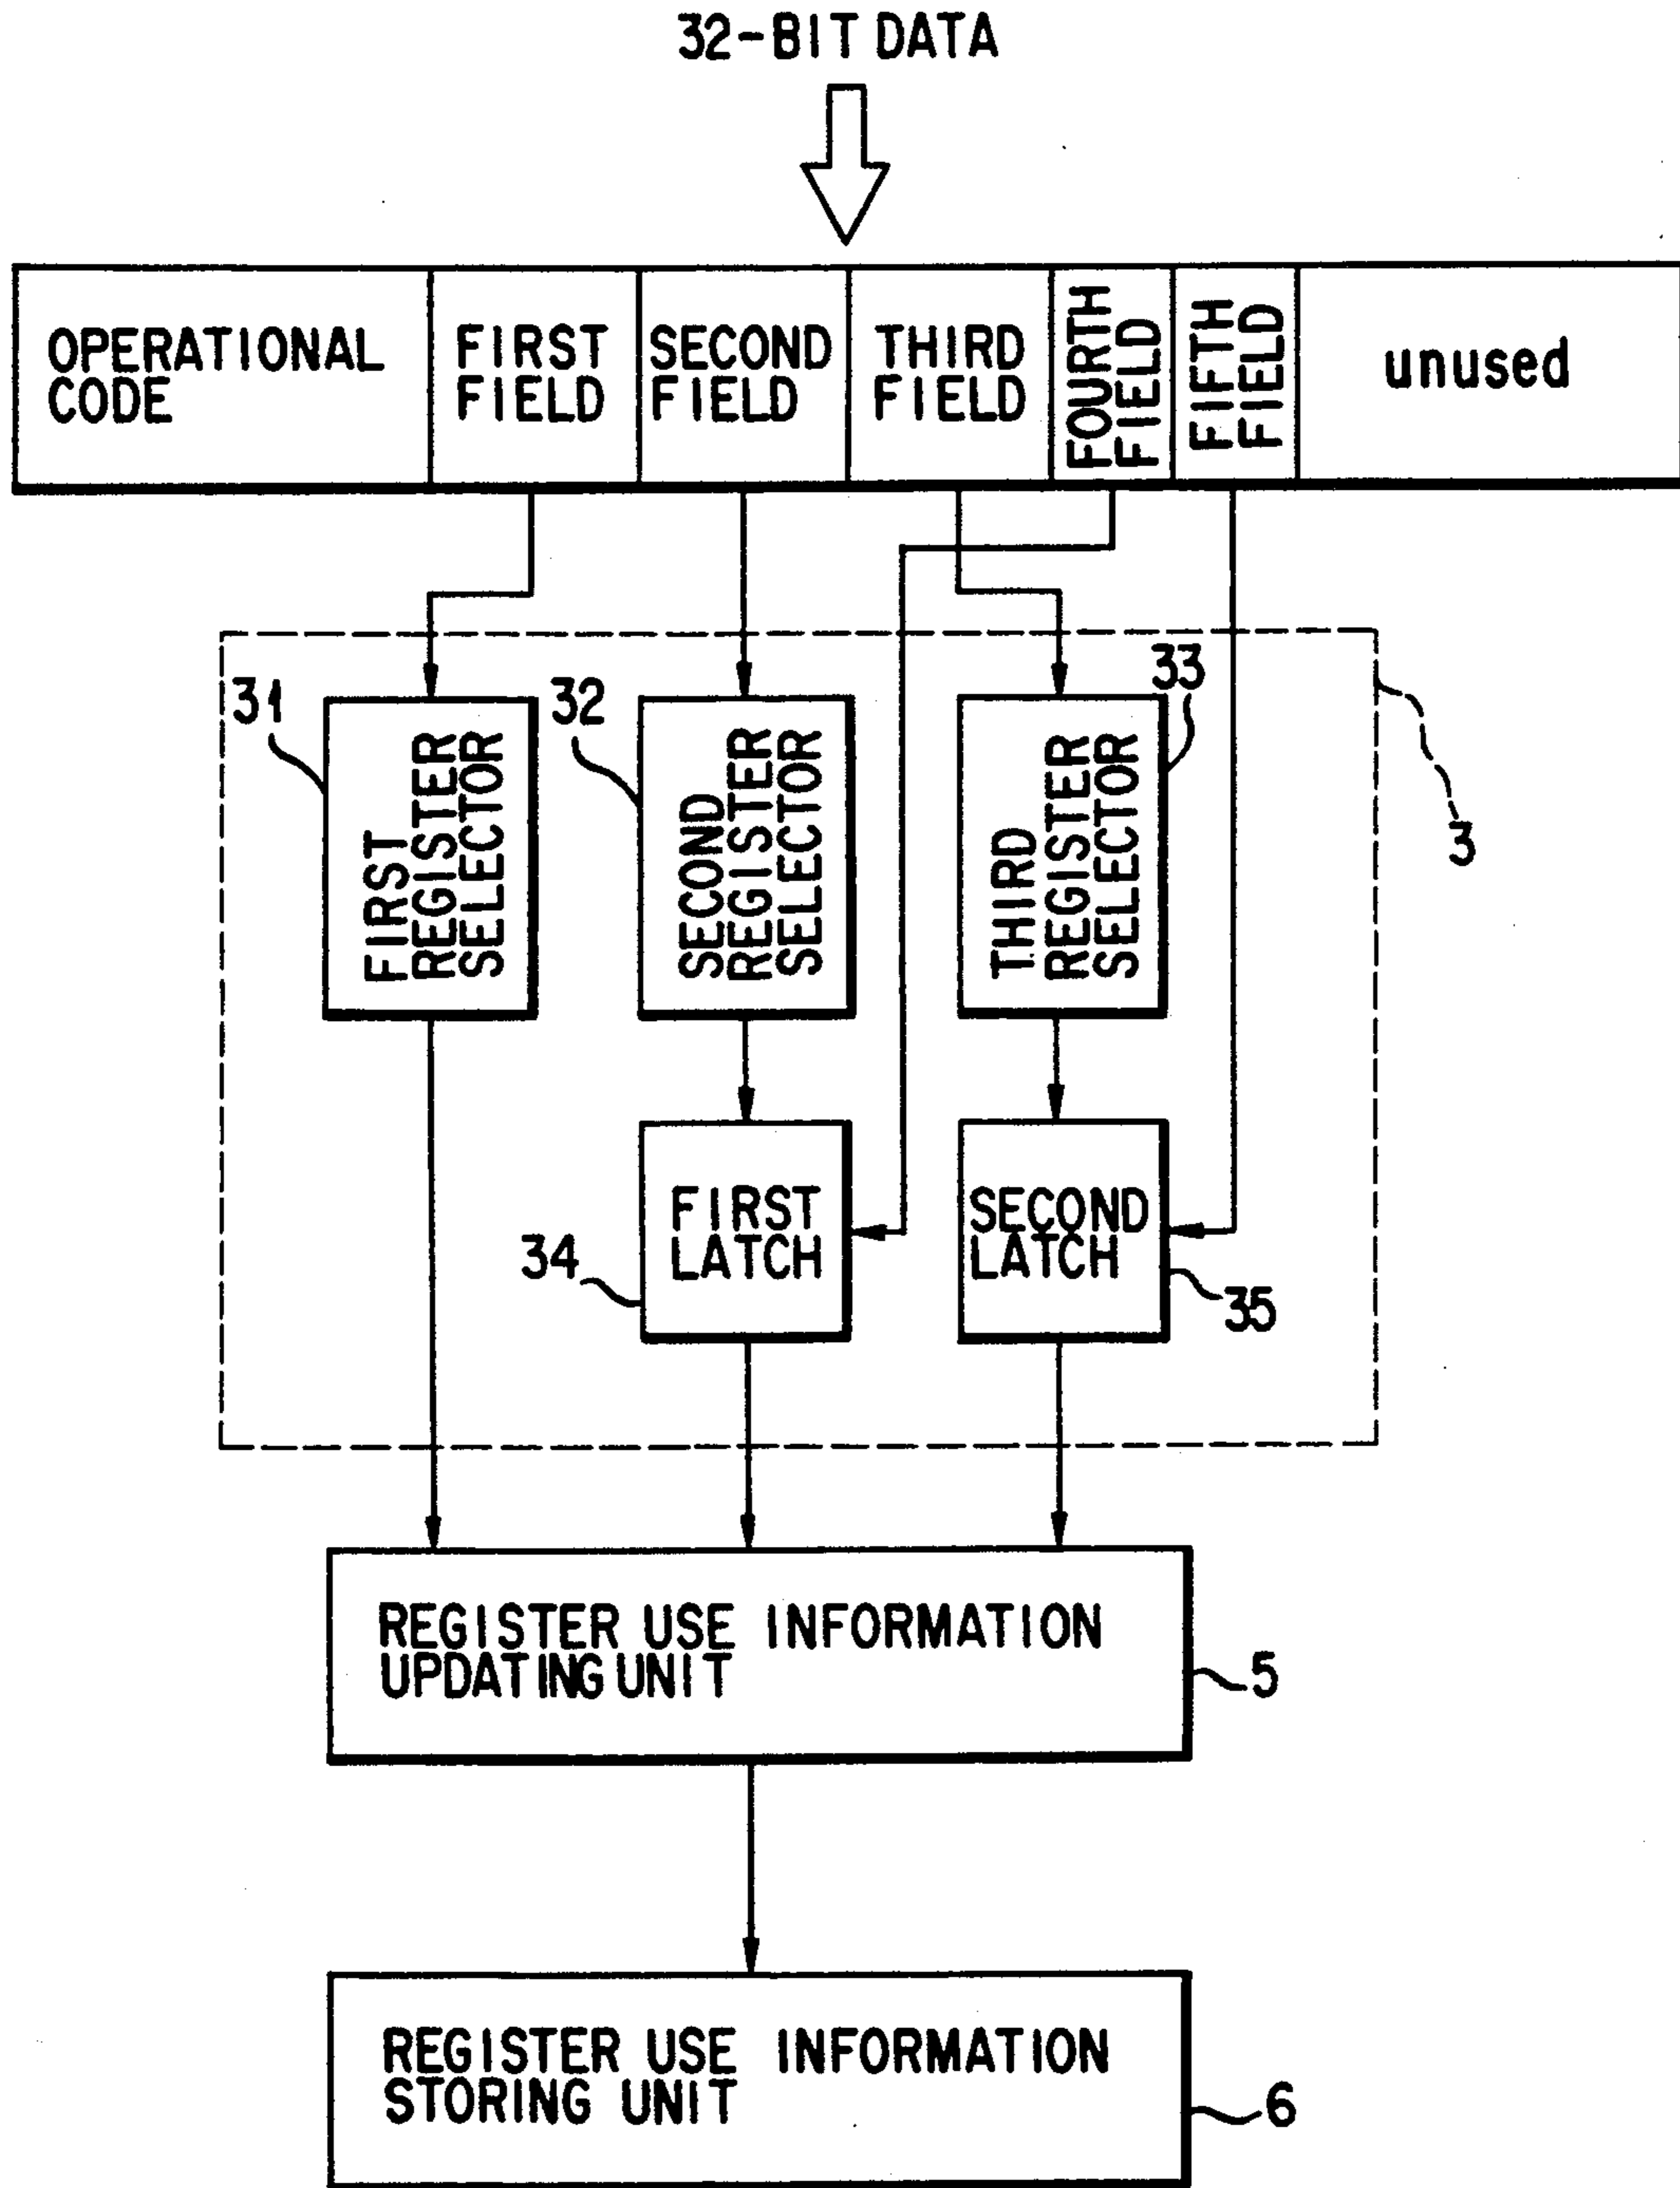 32-BIT DATA
OPERATIONAL
CODE
FIRST
FIELD
SECOND
FIELD
THIRD
FIELD
FOURTH
FIELD
FIFTH
FIELD
unused
31
FIRST
REGISTER
SELECTOR
32
SECOND
REGISTER
SELECTOR
33
THIRD
REGISTER
SELECTOR
3
34
FIRST
LATCH
SECOND
LATCH
35
REGISTER USE INFORMATION
UPDATING UNIT
5
REGISTER USE INFORMATION
STORING UNIT
6